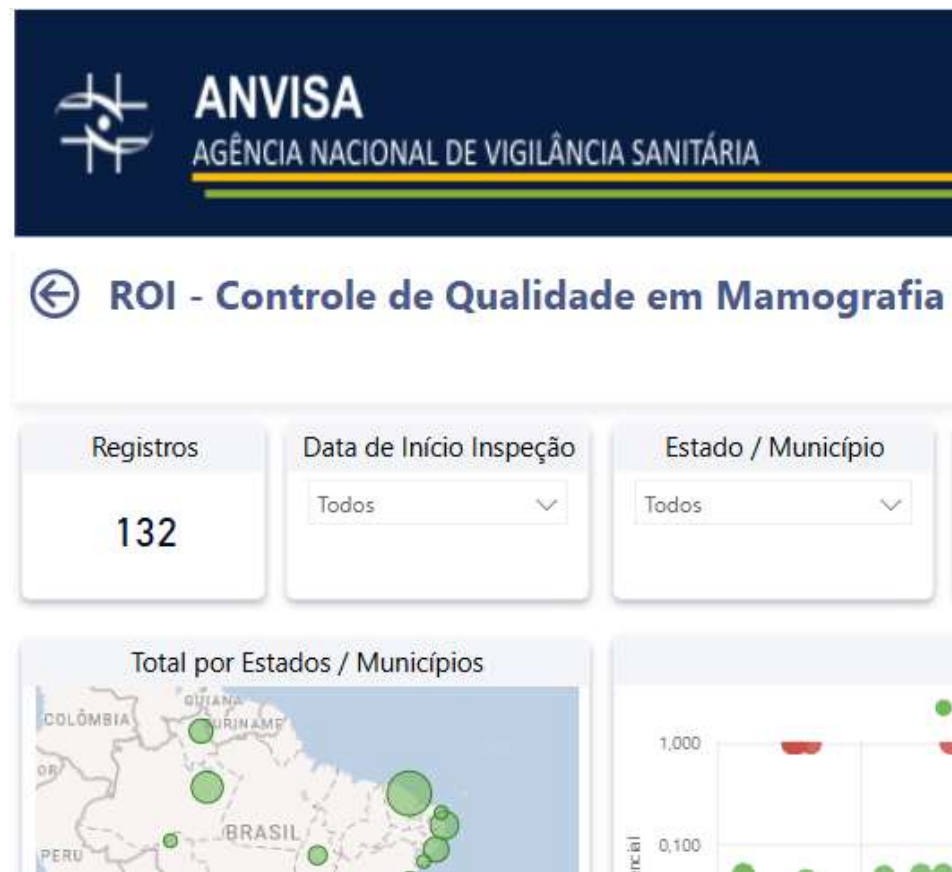 ANVISA
AGÊNCIA NACIONAL DE VIGILÂNCIA SANITÁRIA
ROI - Controle de Qualidade em Mamografia
Registros
132
Data de Início Inspeção
Todos
Estado / Município
Todos
Total por Estados / Municípios
COLÔMBIA
GUIANA
SURINAME
BRASIL
PERU
1,000
0,100